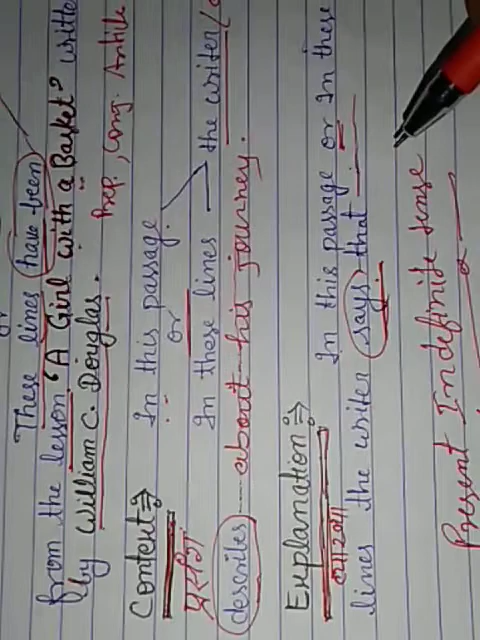 These lines have been
from the lesson "A Girl with a Basket" writte
by William C. Douglas.
Prep., Conj. Article
Context⇒ In this passage
or
प्रसंग In these lines the writer
describes about his journey.
Explanation⇒ In this passage or In these
व्याख्या
lines the writer says that
Present Indefinite tense